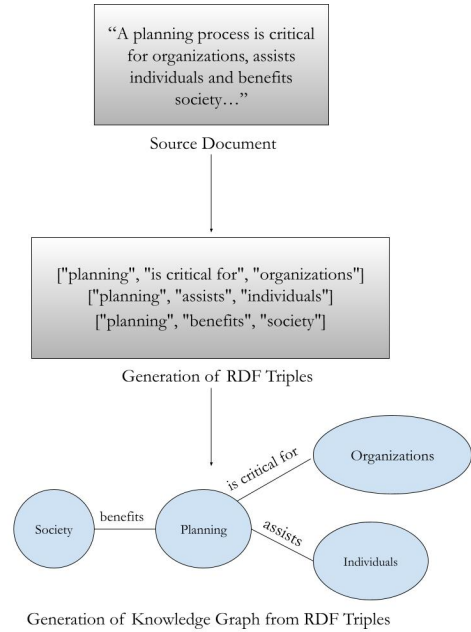 “A planning process is critical
for organizations, assists
individuals and benefits
society…”
Source Document
["planning", "is critical for", "organizations"]
["planning", "assists", "individuals"]
["planning", "benefits", "society"]
Generation of RDF Triples
is critical for
Organizations
Society
benefits
Planning
assists
Individuals
Generation of Knowledge Graph from RDF Triples